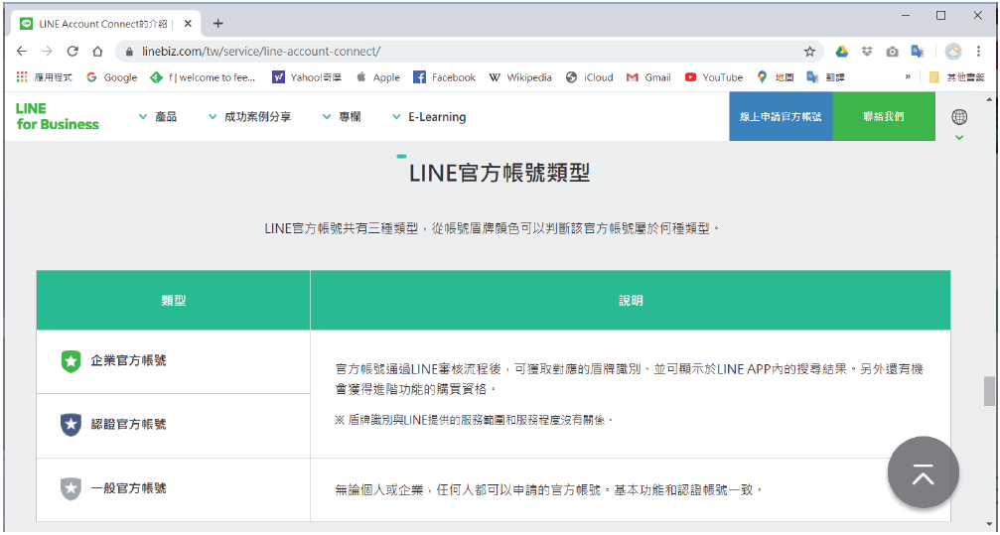 LINE Account Connect的介紹 |
linebiz.com/tw/service/line-account-connect/
應用程式 Google f | welcome to fee... Yahoo!奇摩 Apple Facebook Wikipedia iCloud Gmail YouTube 地圖 翻譯 » 其他書籤
LINE
for Business
產品 成功案例分享 專欄 E-Learning 線上申請官方帳號 聯絡我們
LINE官方帳號類型
LINE官方帳號共有三種類型，從帳號盾牌顏色可以判斷該官方帳號屬於何種類型。
類型 說明
企業官方帳號
官方帳號通過LINE審核流程後，可獲取對應的盾牌識別、並可顯示於LINE APP內的搜尋結果。另外還有機
會獲得進階功能的購買資格。
※ 盾牌識別與LINE提供的服務範圍和服務程度沒有關係。
認證官方帳號
一般官方帳號
無論個人或企業，任何人都可以申請的官方帳號。基本功能和認證帳號一致。